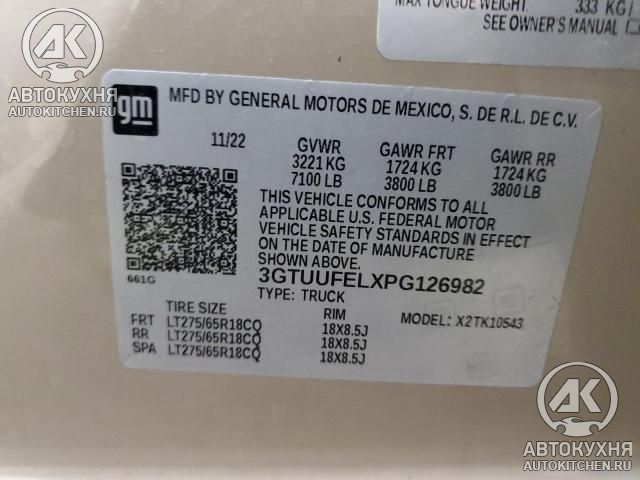 MAX TONGUE WEIGHT. 333 KG
SEE OWNER'S MANUAL
AK
АВТОКУХНЯ
AUTOKITCHEN.RU
gm
MFD BY GENERAL MOTORS DE MEXICO, S. DE R.L. DE C.V.
11/22 GVWR GAWR FRT GAWR RR
3221 KG 1724 KG 1724 KG
7100 LB 3800 LB 3800 LB
THIS VEHICLE CONFORMS TO ALL
APPLICABLE U.S. FEDERAL MOTOR
VEHICLE SAFETY STANDARDS IN EFFECT
ON THE DATE OF MANUFACTURE
SHOWN ABOVE.
661G
3GTUUFELXPG126982
TYPE: TRUCK
TIRE SIZE RIM MODEL: X2TK10543
FRT LT275/65R18CQ 18X8.5J
RR LT275/65R18CQ 18X8.5J
SPA LT275/65R18CQ 18X8.5J
AK
АВТОКУХНЯ
AUTOKITCHEN.RU